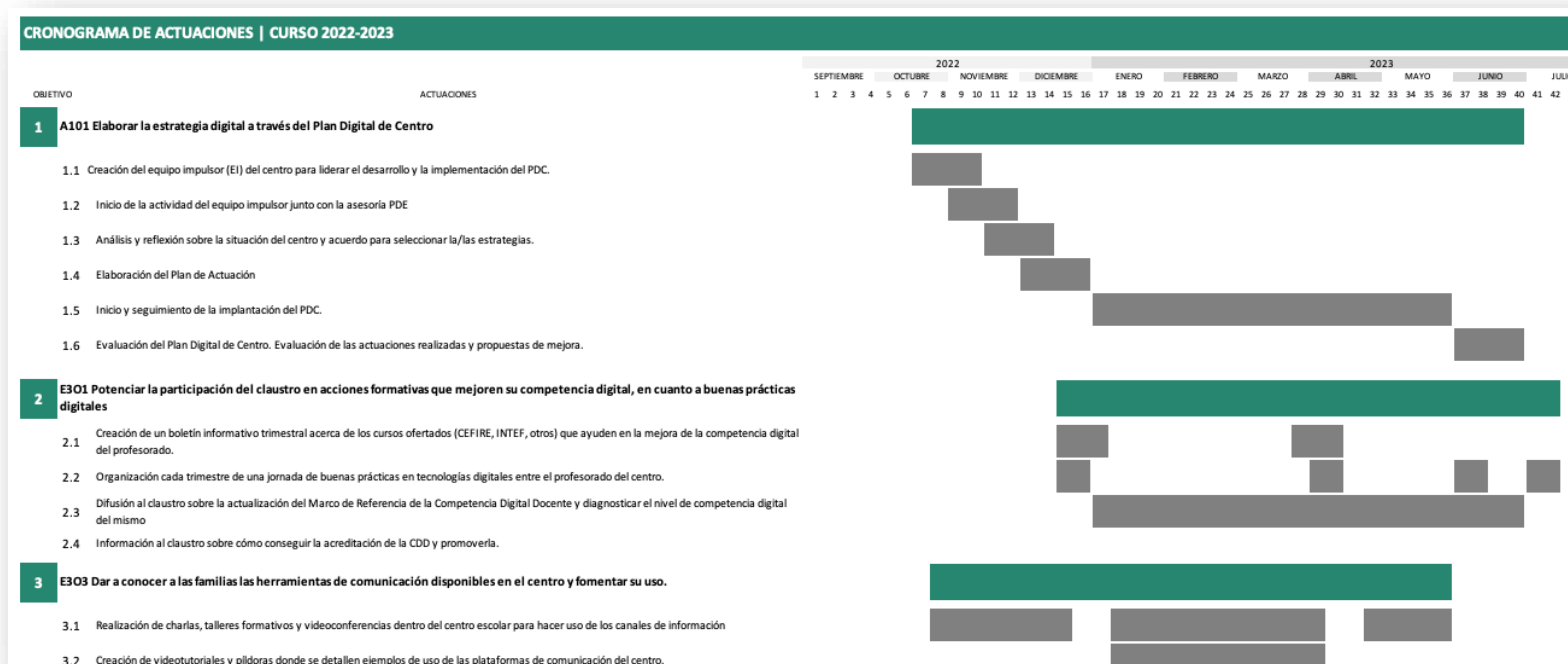 CRONOGRAMA DE ACTUACIONES | CURSO 2022-2023
2022 2023
SEPTIEMBRE OCTUBRE NOVIEMBRE DICIEMBRE ENERO FEBRERO MARZO ABRIL MAYO JUNIO
OBJETIVO ACTUACIONES 1 2 3 4 5 6 7 8 9 10 11 12 13 14 15 16 17 18 19 20 21 22 23 24 25 26 27 28 29 30 31 32 33 34 35 36 37 38 39 40 41 42
1 A101 Elaborar la estrategia digital a través del Plan Digital de Centro
1.1 Creación del equipo impulsor (EI) del centro para liderar el desarrollo y la implementación del PDC.
1.2 Inicio de la actividad del equipo impulsor junto con la asesoría PDE
1.3 Análisis y reflexión sobre la situación del centro y acuerdo para seleccionar la/las estrategias.
1.4 Elaboración del Plan de Actuación
1.5 Inicio y seguimiento de la implantación del PDC.
1.6 Evaluación del Plan Digital de Centro. Evaluación de las actuaciones realizadas y propuestas de mejora.
2 E3O1 Potenciar la participación del claustro en acciones formativas que mejoren su competencia digital, en cuanto a buenas prácticas
digitales
2.1 Creación de un boletín informativo trimestral acerca de los cursos ofertados (CEFIRE, INTEF, otros) que ayuden en la mejora de la competencia digital
del profesorado.
2.2 Organización cada trimestre de una jornada de buenas prácticas en tecnologías digitales entre el profesorado del centro.
2.3 Difusión al claustro sobre la actualización del Marco de Referencia de la Competencia Digital Docente y diagnosticar el nivel de competencia digital
del mismo
2.4 Información al claustro sobre cómo conseguir la acreditación de la CDD y promoverla.
3 E3O3 Dar a conocer a las familias las herramientas de comunicación disponibles en el centro y fomentar su uso.
3.1 Realización de charlas, talleres formativos y videoconferencias dentro del centro escolar para hacer uso de los canales de información
3.2 Creación de videotutoriales y píldoras donde se detallen ejemplos de uso de las plataformas de comunicación del centro.